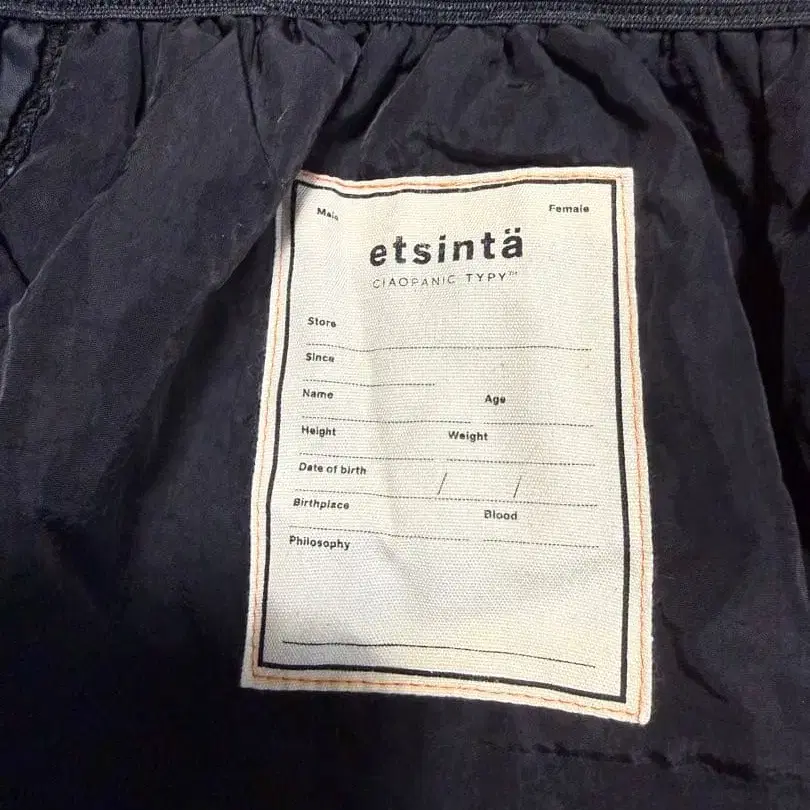 Male Female
etsintä
CIAOPANIC TYPY™
Store
Since
Name Age
Height Weight
Date of birth / /
Birthplace Blood
Philosophy